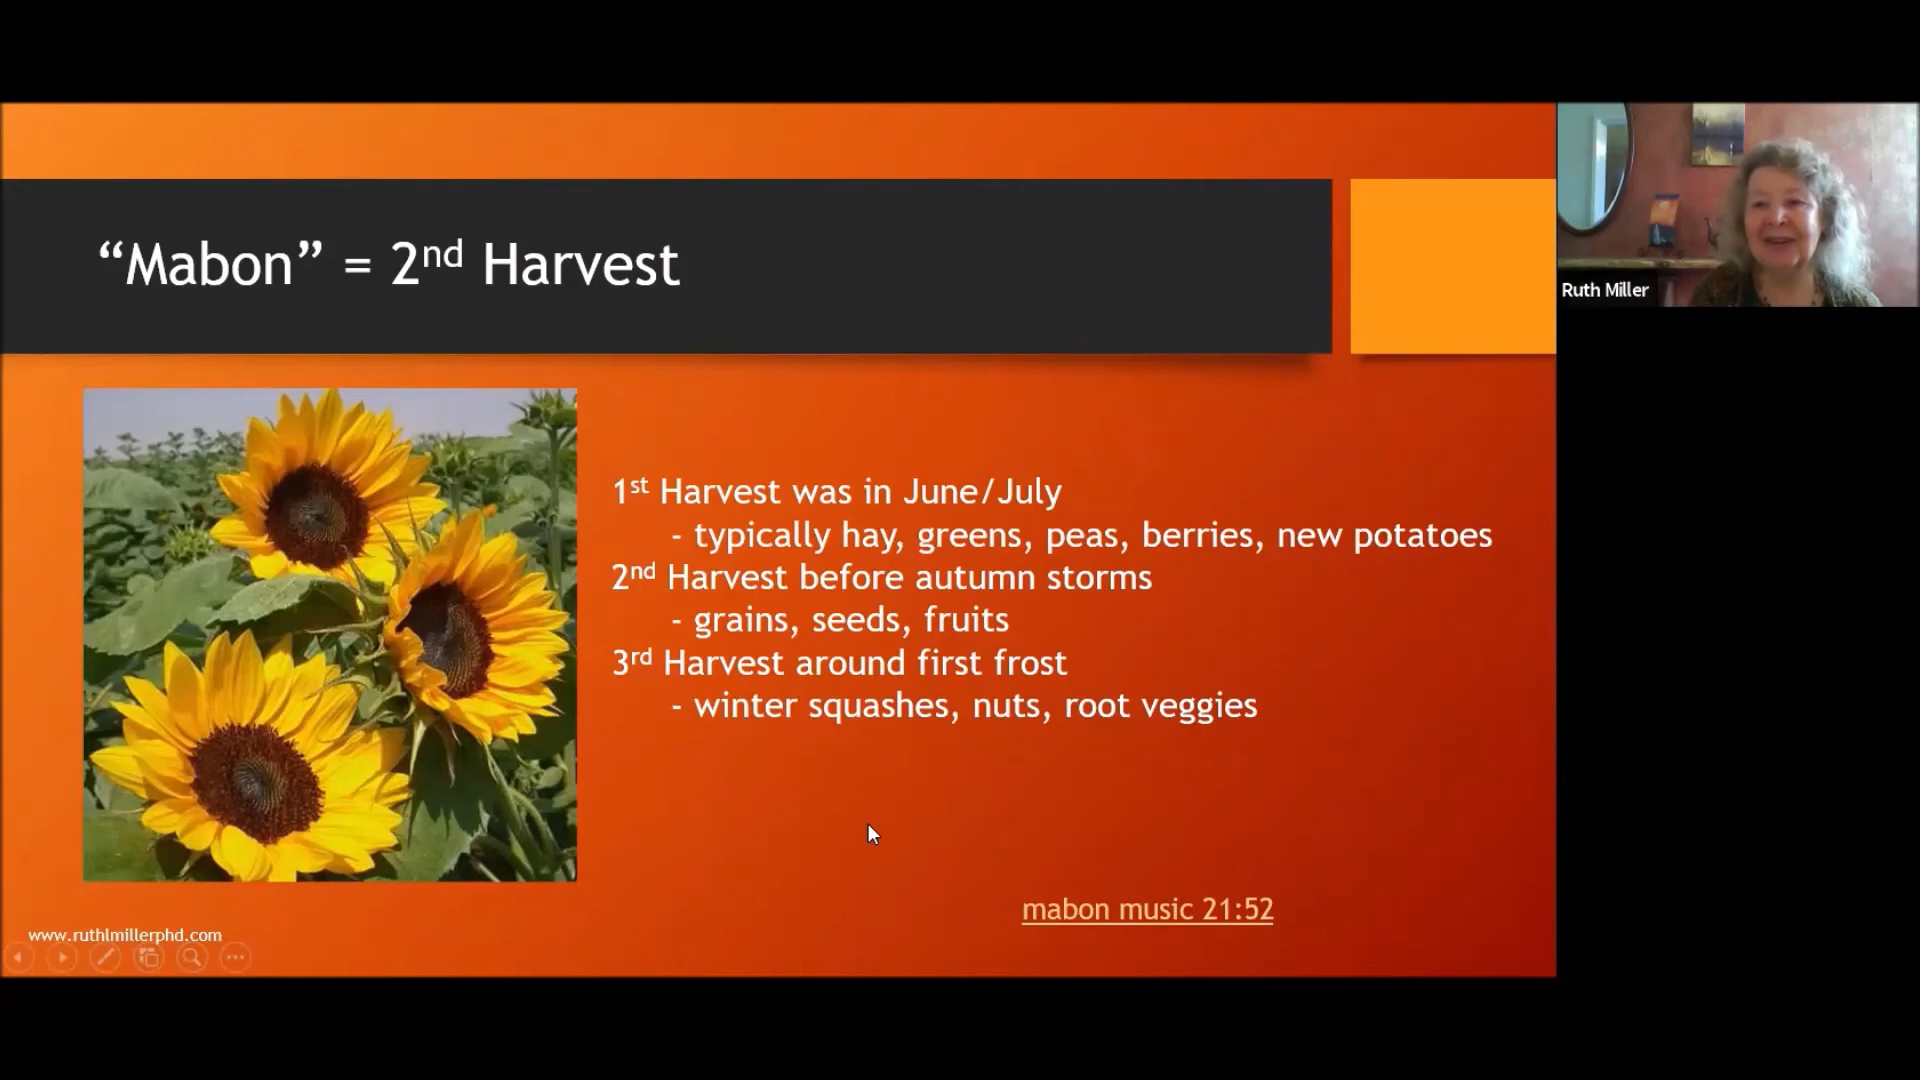 “Mabon” = 2nd Harvest
Ruth Miller
1st Harvest was in June/July
- typically hay, greens, peas, berries, new potatoes
2nd Harvest before autumn storms
- grains, seeds, fruits
3rd Harvest around first frost
- winter squashes, nuts, root veggies
mabon music 21:52
www.ruthlmillerphd.com